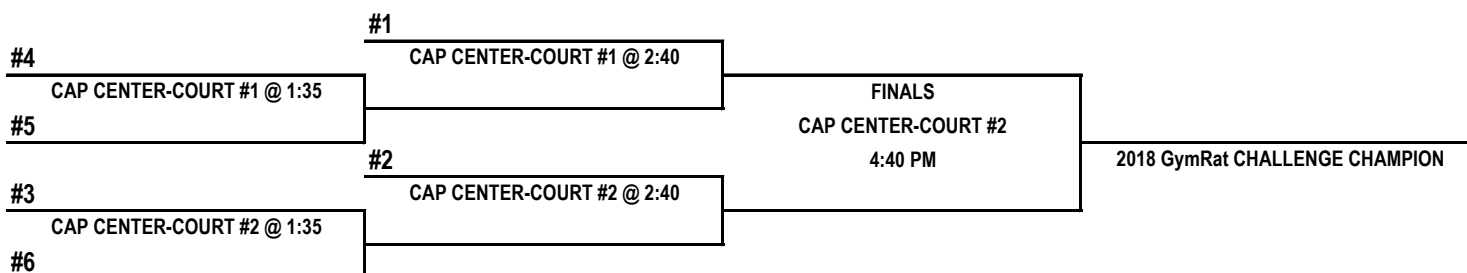 #1
#4
CAP CENTER-COURT #1 @ 2:40
CAP CENTER-COURT #1 @ 1:35
FINALS
#5
CAP CENTER-COURT #2
#2
4:40 PM
2018 GymRat CHALLENGE CHAMPION
#3
CAP CENTER-COURT #2 @ 2:40
CAP CENTER-COURT #2 @ 1:35
#6